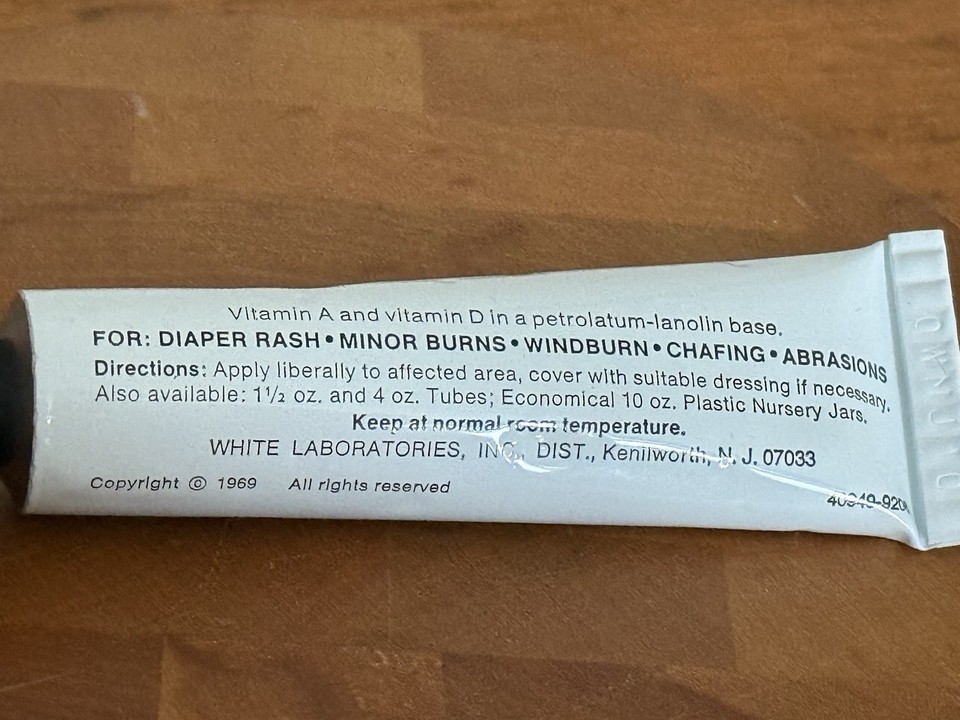 Vitamin A and vitamin D in a petrolatum-lanolin base.
FOR: DIAPER RASH • MINOR BURNS • WINDBURN • CHAFING • ABRASIONS
Directions: Apply liberally to affected area, cover with suitable dressing if necessary.
Also available: 1 1/2 oz. and 4 oz. Tubes; Economical 10 oz. Plastic Nursery Jars.
Keep at normal room temperature.
WHITE LABORATORIES, INC., DIST., Kenilworth, N. J. 07033
Copyright © 1969 All rights reserved